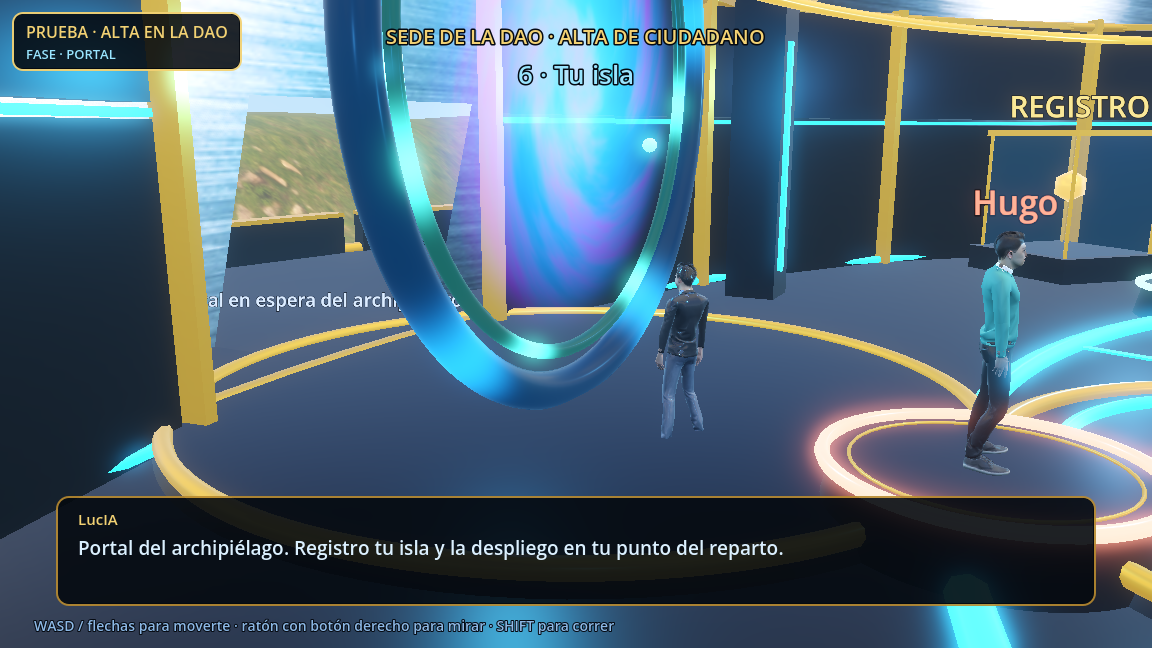 PRUEBA · ALTA EN LA DAO
FASE · PORTAL
SEDE DE LA DAO · ALTA DE CIUDADANO
6 · Tu isla
REGISTRO
Hugo
en espera del
LucIA
Portal del archipiélago. Registro tu isla y la despliego en tu punto del reparto.
WASD / flechas para moverte · ratón con botón derecho para mirar · SHIFT para correr